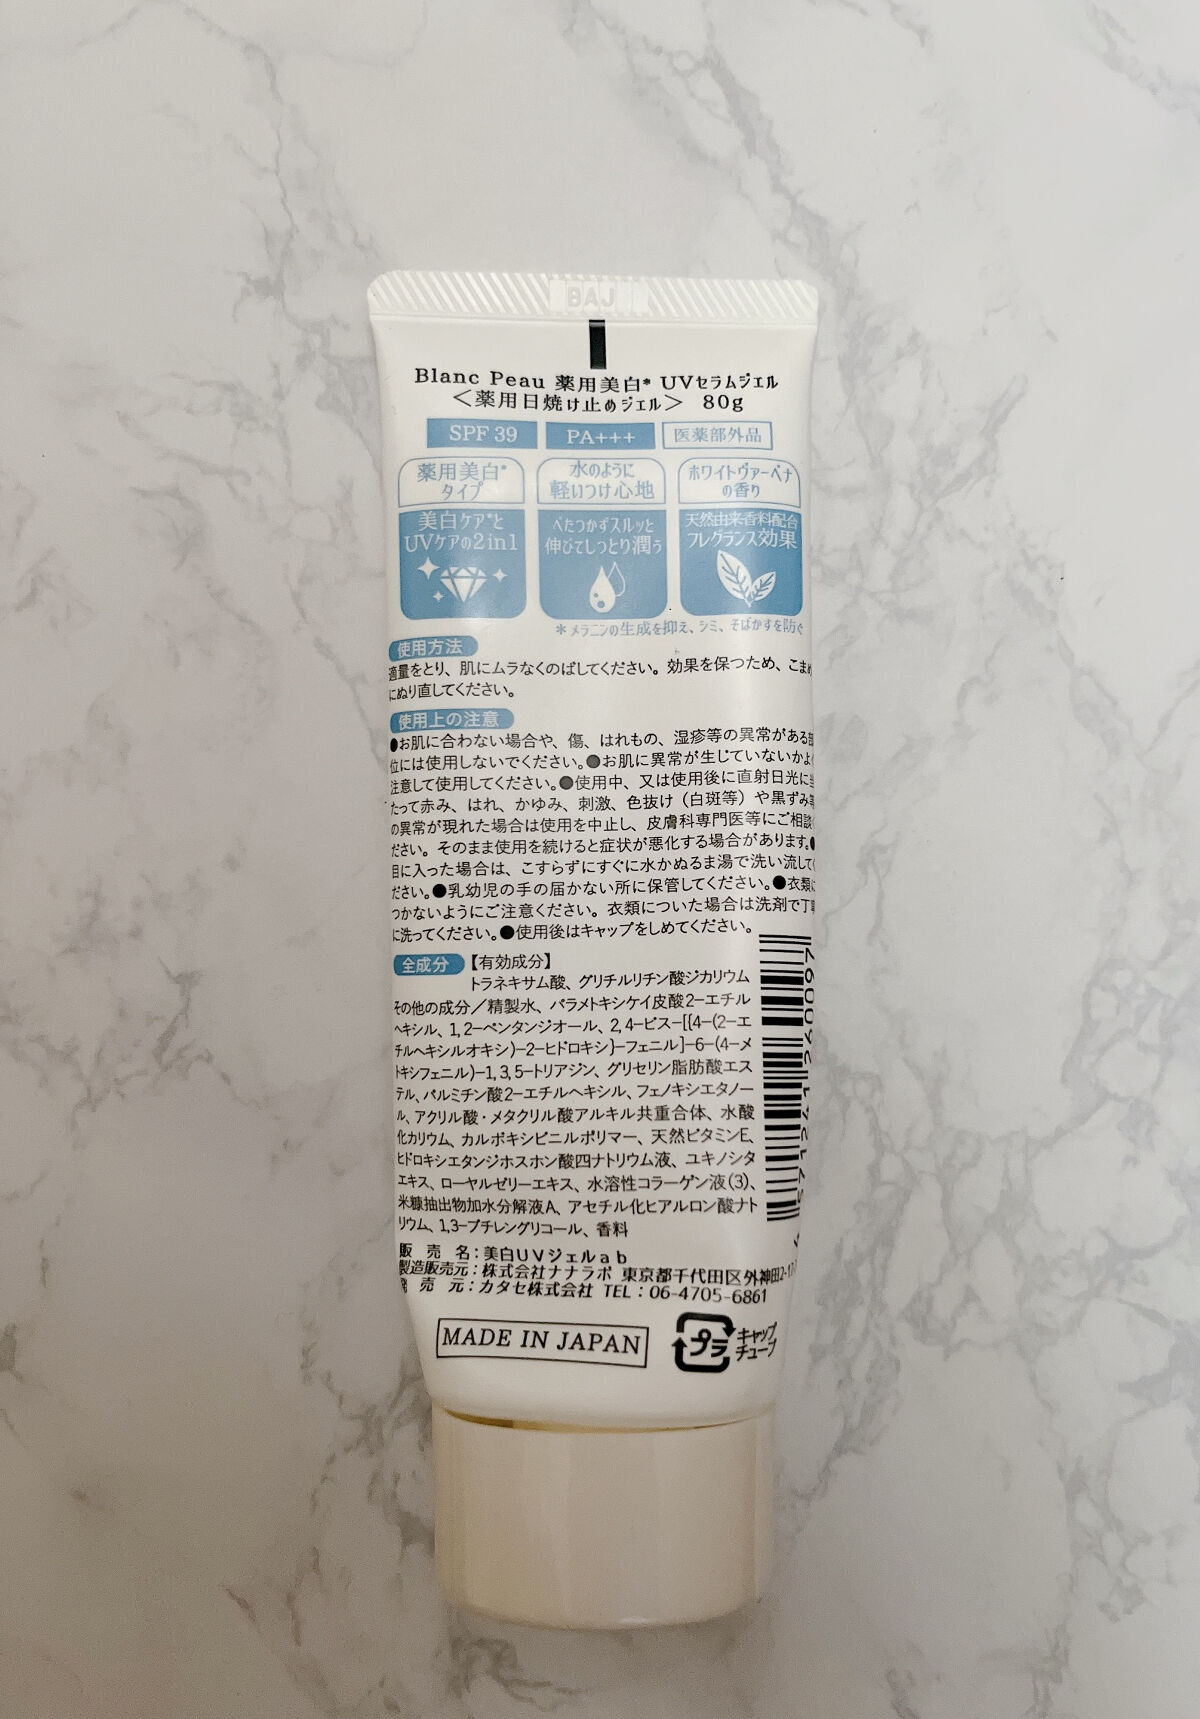 BAJ
Blanc Peau 薬用美白* UVセラムジェル
＜薬用日焼け止めジェル＞ 80g
SPF 39 PA+++ 医薬部外品
薬用美白*
タイプ
美白ケア*と
UVケアの2in1
水のように
軽いつけ心地
べたつかずスルッと
伸びてしっとり潤う
ホワイトヴァーベナ
の香り
天然由来香料配合
フレグランス効果
＊メラニンの生成を抑え、シミ、そばかすを防ぐ
使用方法
適量をとり、肌にムラなくのばしてください。効果を保つため、こまめ
にぬり直してください。
使用上の注意
●お肌に合わない場合や、傷、はれもの、湿疹等の異常がある部
位には使用しないでください。●お肌に異常が生じていないかよく
注意して使用してください。●使用中、又は使用後に直射日光に当
たって赤み、はれ、かゆみ、刺激、色抜け（白斑等）や黒ずみ等
の異常が現れた場合は使用を中止し、皮膚科専門医等にご相談く
ださい。そのまま使用を続けると症状が悪化する場合があります。●
目に入った場合は、こすらずにすぐに水かぬるま湯で洗い流してく
ださい。●乳幼児の手の届かない所に保管してください。●衣類に
つかないようにご注意ください。衣類についた場合は洗剤で丁寧
に洗ってください。●使用後はキャップをしめてください。
全成分 【有効成分】
トラネキサム酸、グリチルリチン酸ジカリウム
その他の成分／精製水、パラメトキシケイ皮酸2−エチル
ヘキシル、1,2−ペンタンジオール、2,4−ビス−[{4−(2−エ
チルヘキシルオキシ)−2−ヒドロキシ}−フェニル]−6−(4−メ
トキシフェニル)−1,3,5−トリアジン、グリセリン脂肪酸エス
テル、パルミチン酸2−エチルヘキシル、フェノキシエタノー
ル、アクリル酸・メタクリル酸アルキル共重合体、水酸
化カリウム、カルボキシビニルポリマー、天然ビタミンE、
ヒドロキシエタンジホスホン酸四ナトリウム液、ユキノシタ
エキス、ローヤルゼリーエキス、水溶性コラーゲン液(3)、
米糠抽出物加水分解液A、アセチル化ヒアルロン酸ナト
リウム、1,3−ブチレングリコール、香料
販 売 名：美白UVジェルab
製造販売元：株式会社ナナラボ 東京都千代田区外神田
発 売 元：カタセ株式会社 TEL：06-4705-6861
MADE IN JAPAN
プラ
キャップ
チューブ